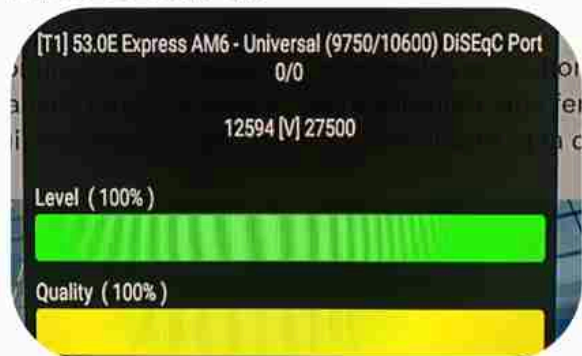 [T1] 53.0E Express AM6 - Universal (9750/10600) DiSEqC Port
0/0
12594 [V] 27500
Level ( 100% )
Quality ( 100% )